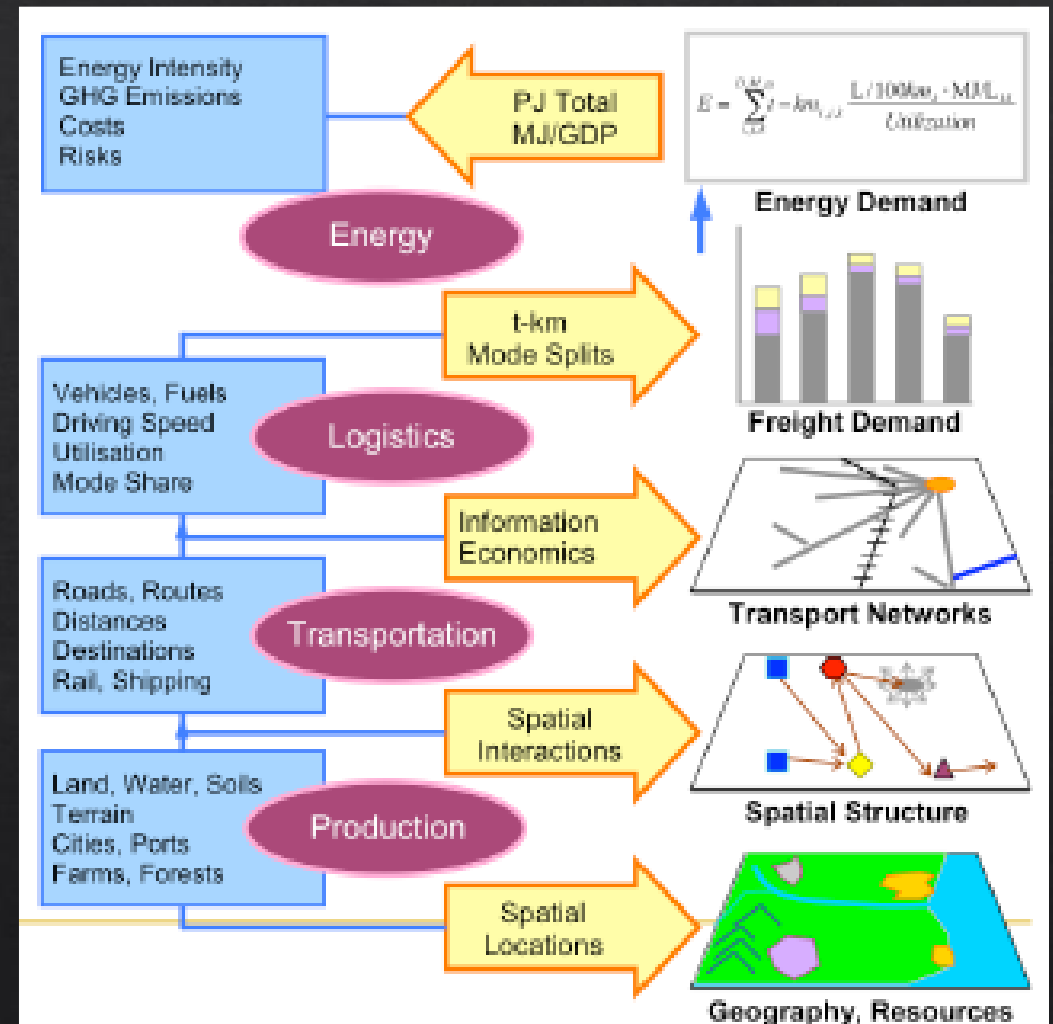 Energy Intensity
GHG Emissions
Costs
Risks
PJ Total
MJ/GDP
Utilization
Energy Demand
Energy
t-km
Mode Splits
Freight Demand
Vehicles, Fuels
Driving Speed
Utilisation
Mode Share
Logistics
Information
Economics
Transport Networks
Roads, Routes
Distances
Destinations
Rail, Shipping
Transportation
Spatial
Interactions
Spatial Structure
Land, Water, Soils
Terrain
Cities, Ports
Farms, Forests
Production
Spatial
Locations
Geography, Resources